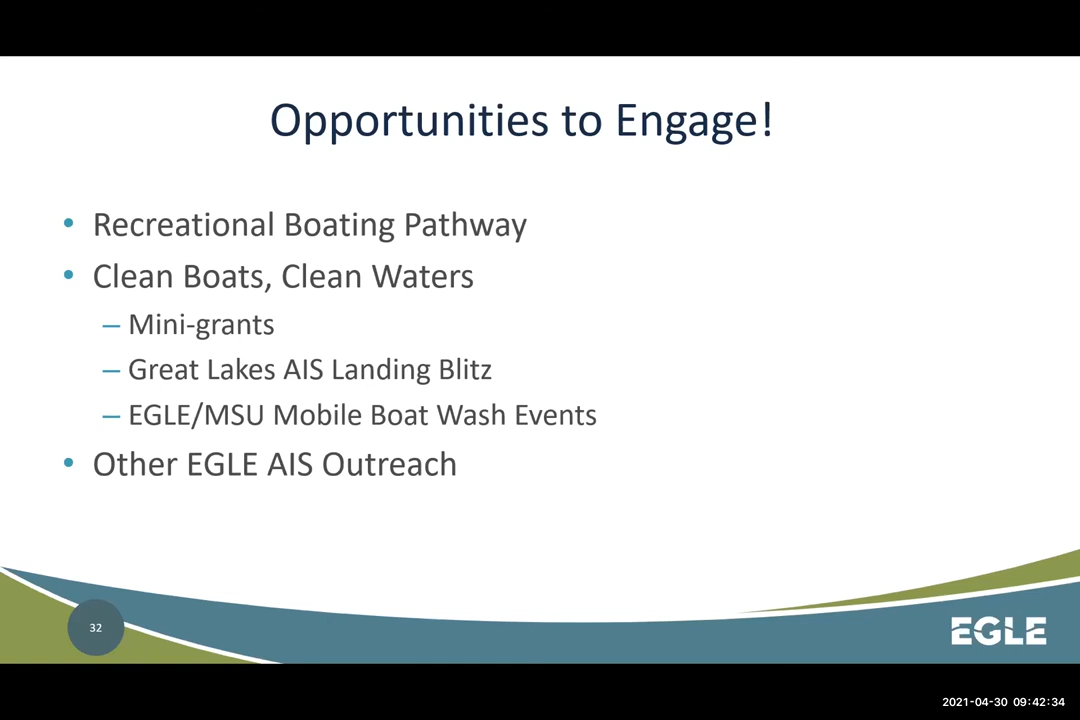 Opportunities to Engage!
• Recreational Boating Pathway
• Clean Boats, Clean Waters
– Mini-grants
– Great Lakes AIS Landing Blitz
– EGLE/MSU Mobile Boat Wash Events
• Other EGLE AIS Outreach
32
EGLE
2021-04-30 09:42:34